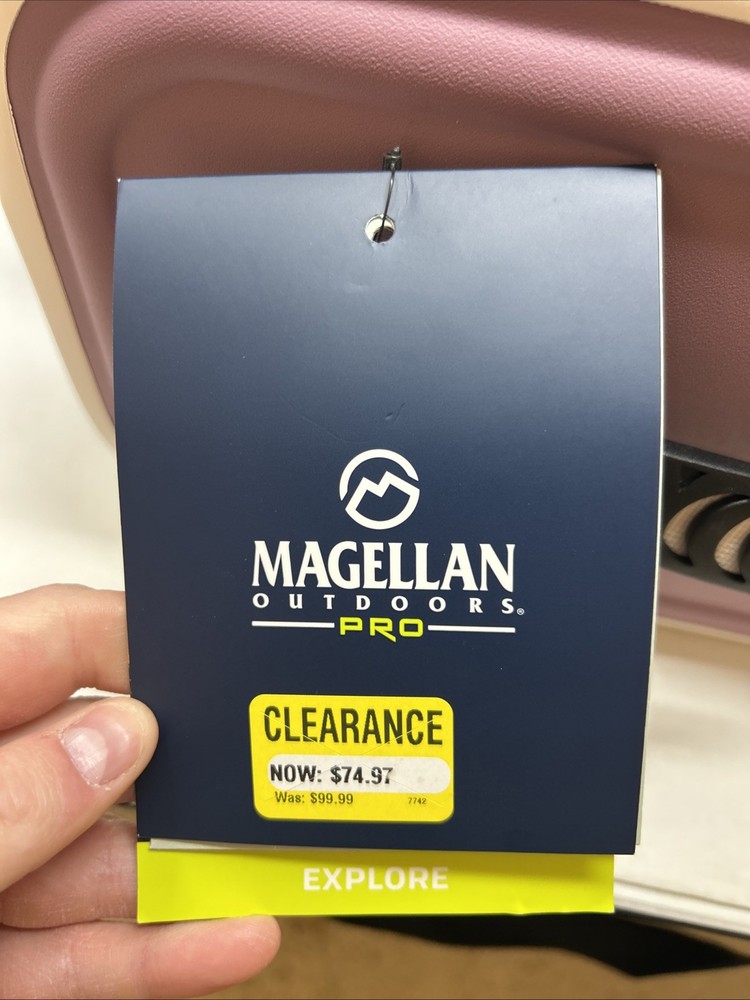 MAGELLAN
OUTDOORS®
PRO
CLEARANCE
NOW: $74.97
Was: $99.99 7742
EXPLORE